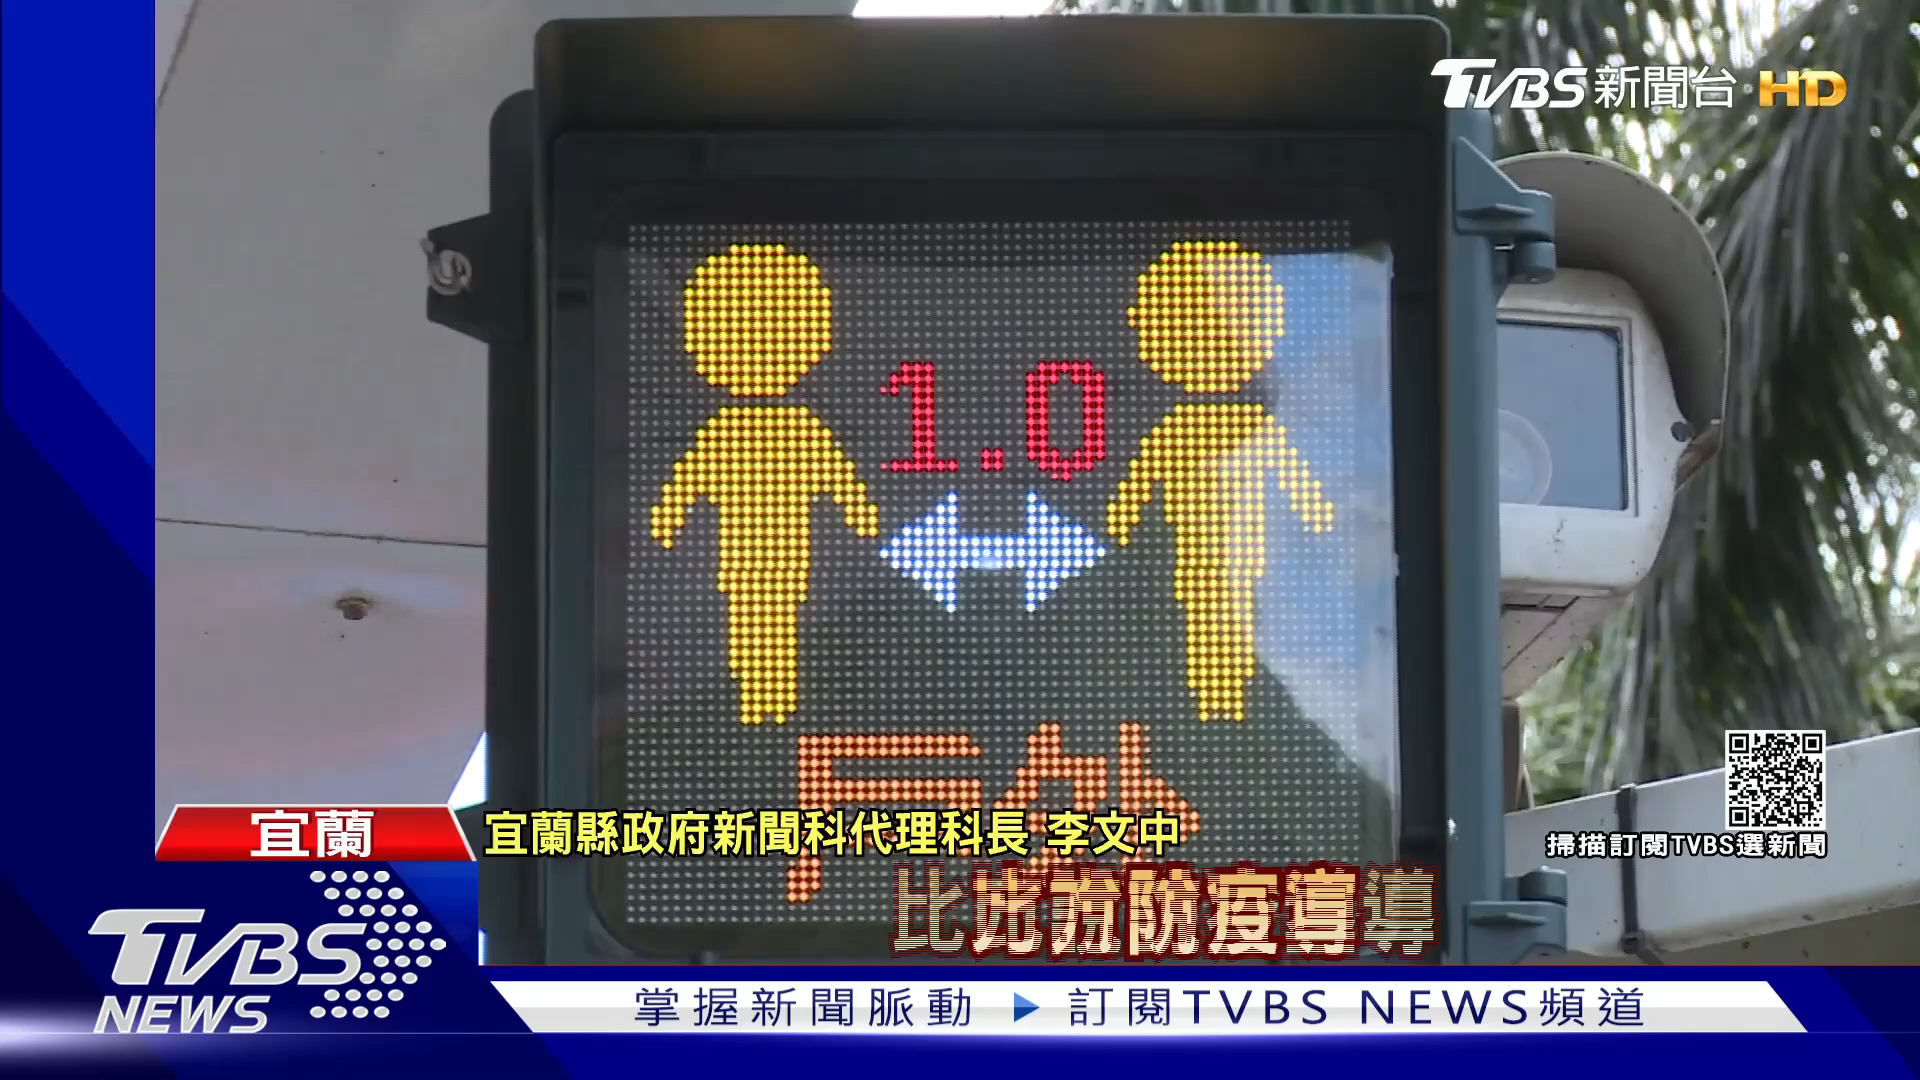 TVBS新聞台 HD
1.0
掃描訂閱TVBS選新聞
宜蘭
宜蘭縣政府新聞科代理科長 李文中
TVBS
NEWS
掌握新聞脈動 ▶ 訂閱TVBS NEWS頻道